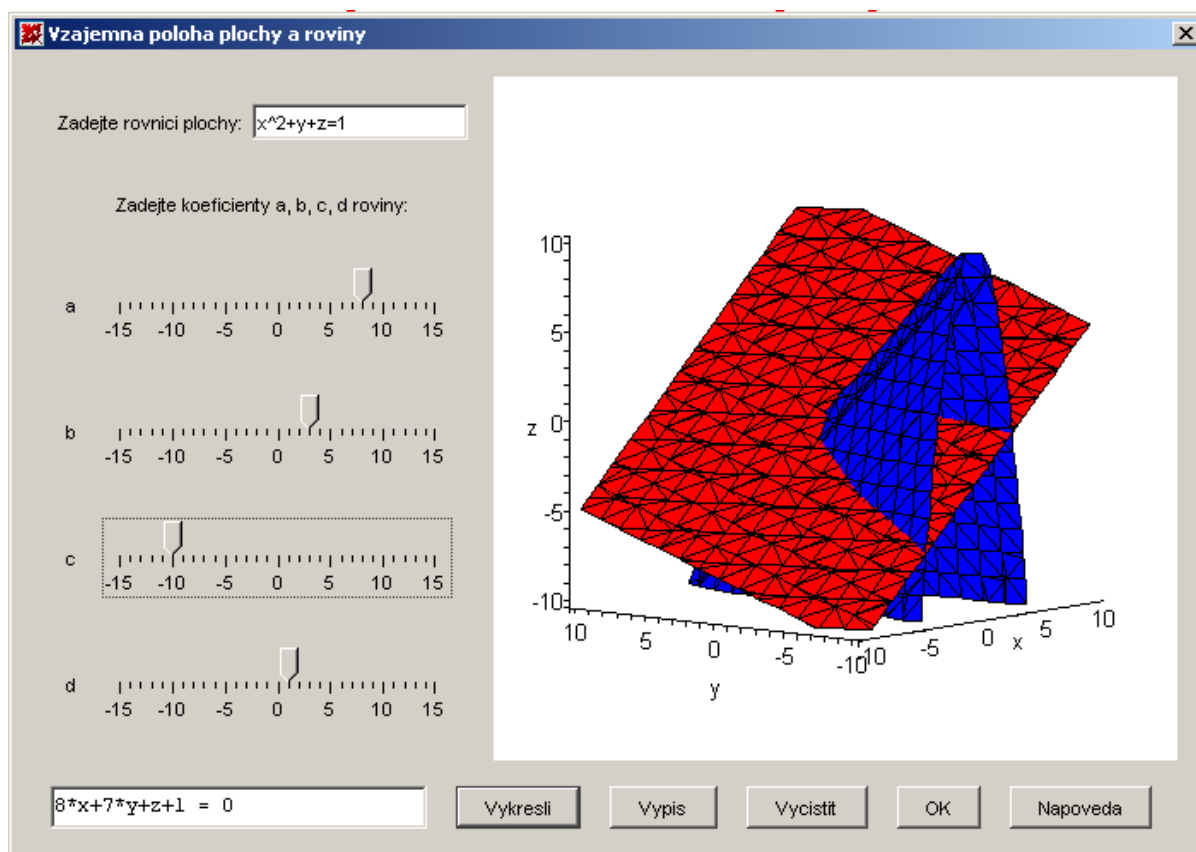 Vzajemna poloha plochy a roviny
Zadejte rovnici plochy: x^2+y+z=1
Zadejte koeficienty a, b, c, d roviny:
a
-15 -10 -5 0 5 10 15
b
-15 -10 -5 0 5 10 15
c
-15 -10 -5 0 5 10 15
d
-15 -10 -5 0 5 10 15
10
5
z 0
-5
-10
10 5 0 -5 -10
y
-10 -5 0 5 10
x
8*x+7*y+z+1 = 0
Vykresli Vypis Vycistit OK Napoveda